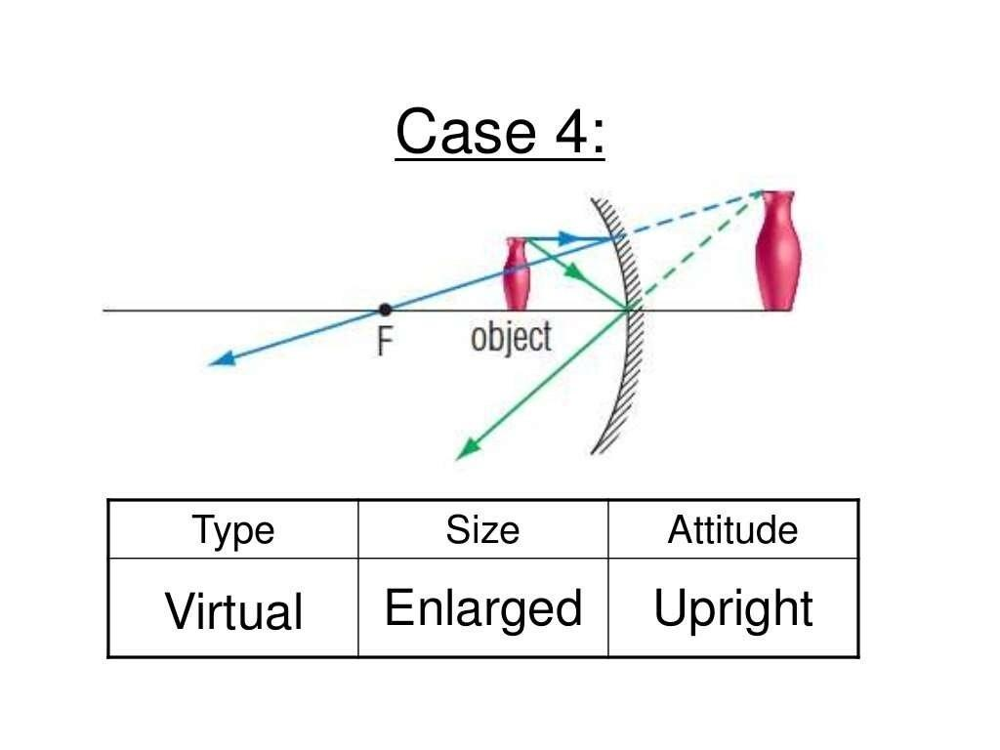 Case 4:
F
object
Type Size Attitude
Virtual Enlarged Upright